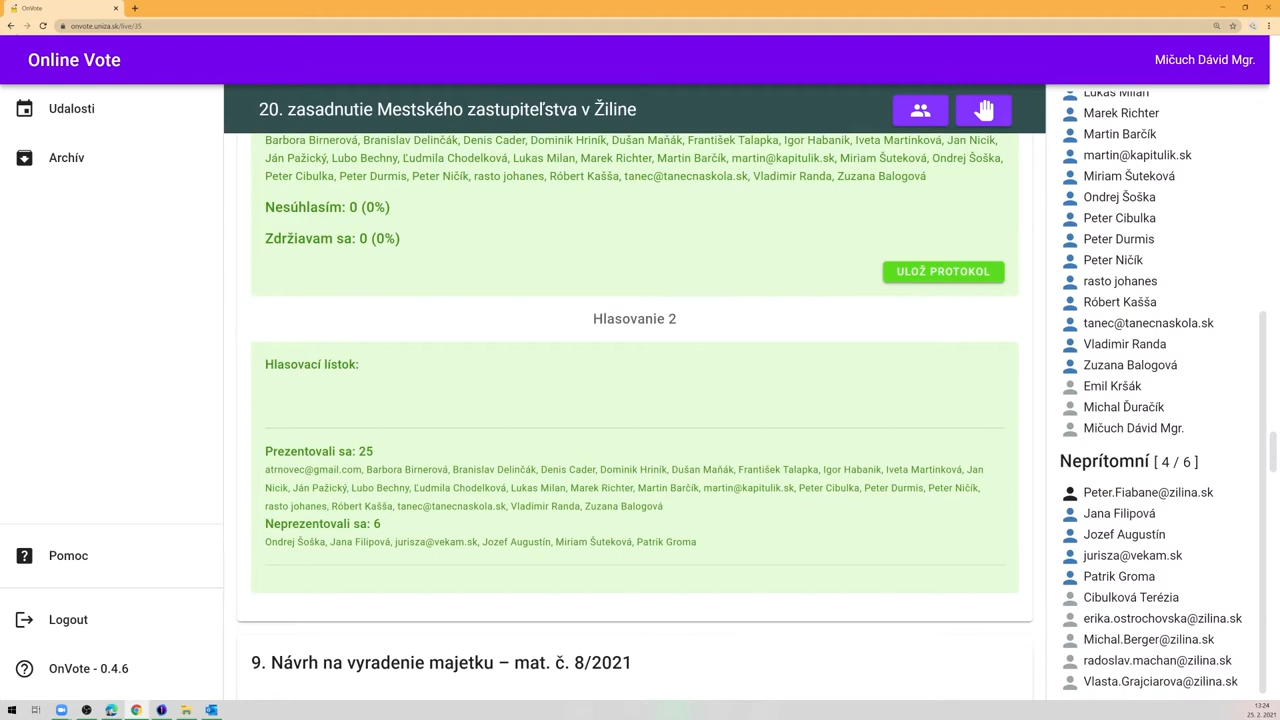 OnVote
onvote.uniza.sk/live/35
Online Vote
Mičuch Dávid Mgr.
Udalosti
Archív
Pomoc
Logout
OnVote - 0.4.6
20. zasadnutie Mestského zastupiteľstva v Žiline
Barbora Birnerová, Branislav Delinčák, Denis Cader, Dominik Hriník, Dušan Maňák, František Talapka, Igor Habanik, Iveta Martinková, Jan Nicik,
Ján Pažický, Lubo Bechny, Ľudmila Chodelková, Lukas Milan, Marek Richter, Martin Barčík, martin@kapitulik.sk, Miriam Šuteková, Ondrej Šoška,
Peter Cibulka, Peter Durmis, Peter Ničík, rasto johanes, Róbert Kašša, tanec@tanecnaskola.sk, Vladimir Randa, Zuzana Balogová
Nesúhlasím: 0 (0%)
Zdržiavam sa: 0 (0%)
ULOŽ PROTOKOL
Hlasovanie 2
Hlasovací lístok:
Prezentovali sa: 25
atrnovec@gmail.com, Barbora Birnerová, Branislav Delinčák, Denis Cader, Dominik Hriník, Dušan Maňák, František Talapka, Igor Habanik, Iveta Martinková, Jan
Nicik, Ján Pažický, Lubo Bechny, Ľudmila Chodelková, Lukas Milan, Marek Richter, Martin Barčík, martin@kapitulik.sk, Peter Cibulka, Peter Durmis, Peter Ničík,
rasto johanes, Róbert Kašša, tanec@tanecnaskola.sk, Vladimir Randa, Zuzana Balogová
Neprezentovali sa: 6
Ondrej Šoška, Jana Filipová, jurisza@vekam.sk, Jozef Augustín, Miriam Šuteková, Patrik Groma
9. Návrh na vyradenie majetku – mat. č. 8/2021
Lukas Milan
Marek Richter
Martin Barčík
martin@kapitulik.sk
Miriam Šuteková
Ondrej Šoška
Peter Cibulka
Peter Durmis
Peter Ničík
rasto johanes
Róbert Kašša
tanec@tanecnaskola.sk
Vladimir Randa
Zuzana Balogová
Emil Kršák
Michal Ďuračík
Mičuch Dávid Mgr.
Neprítomní [ 4 / 6 ]
Peter.Fiabane@zilina.sk
Jana Filipová
Jozef Augustín
jurisza@vekam.sk
Patrik Groma
Cibulková Terézia
erika.ostrochovska@zilina.sk
Michal.Berger@zilina.sk
radoslav.machan@zilina.sk
Vlasta.Grajciarova@zilina.sk
13:24
25. 2. 2021